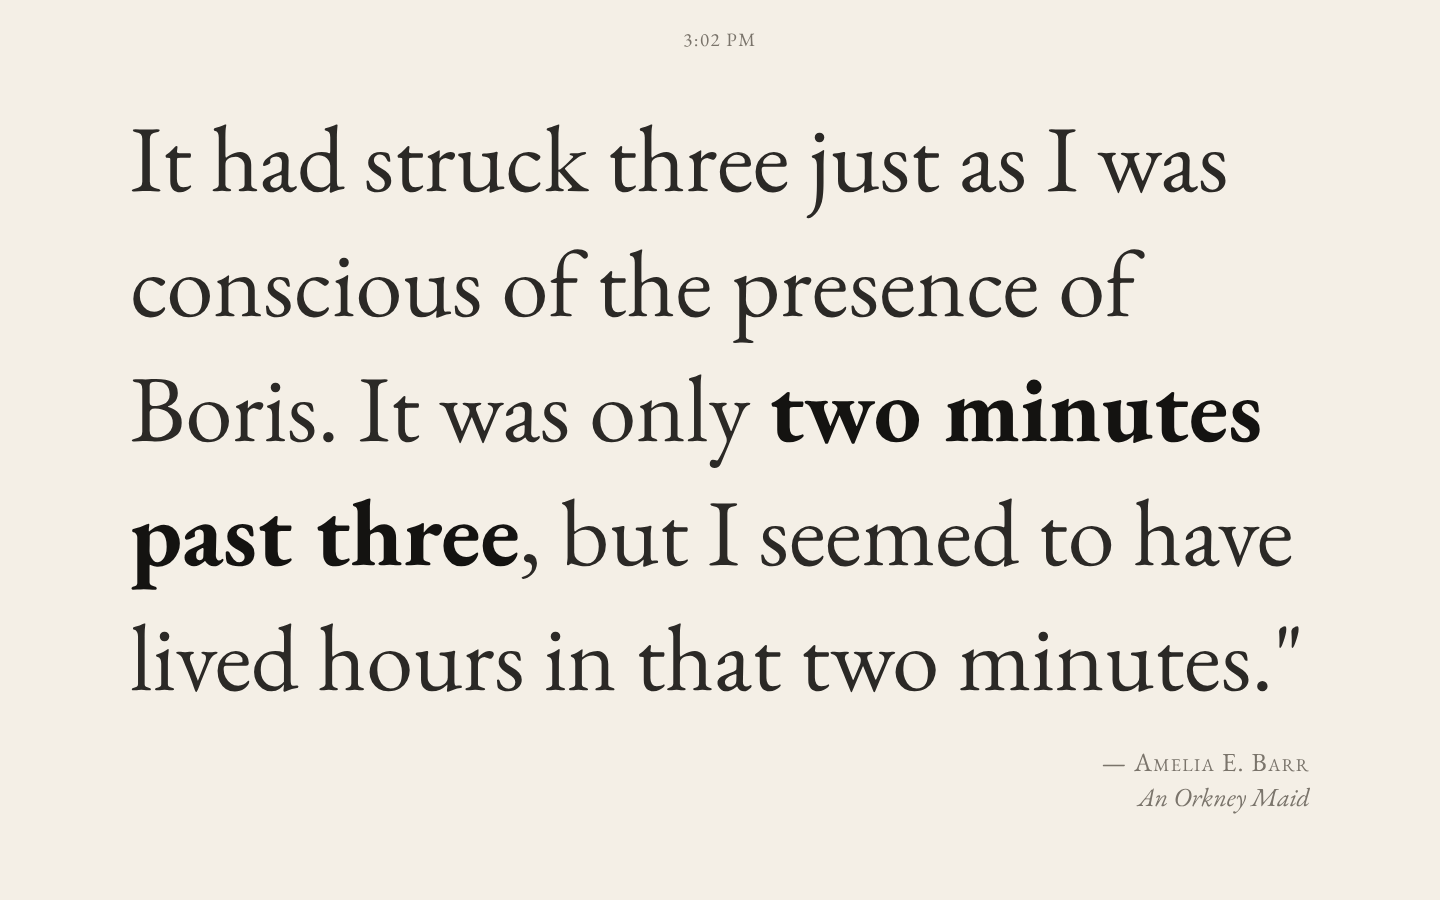 3:02 PM
It had struck three just as I was
conscious of the presence of
Boris. It was only two minutes
past three, but I seemed to have
lived hours in that two minutes."
— Amelia E. Barr
An Orkney Maid